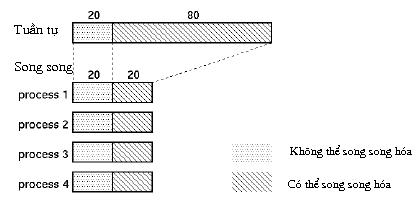 20 80
Tuần tự
Song song
20 20
process 1
process 2
process 3
process 4
Không thể song song hóa
Có thể song song hóa